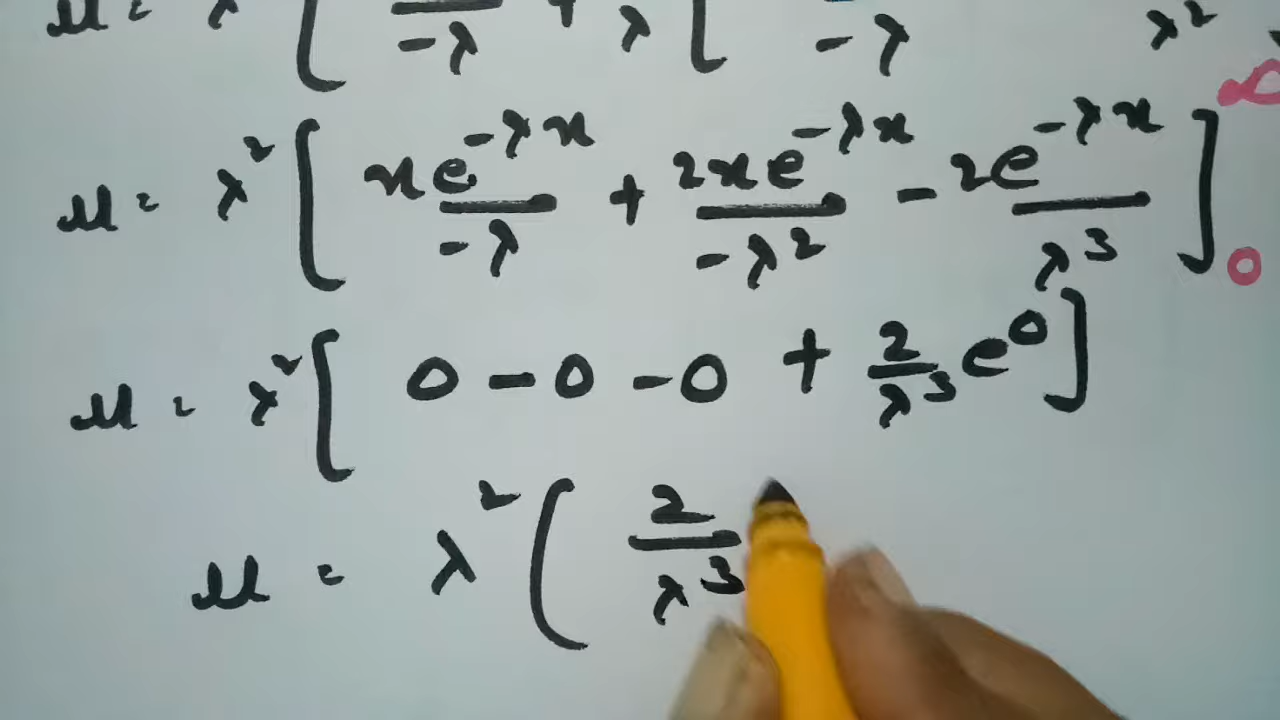 μ = λ [ ── / -λ + ─ / λ [ ── / -λ λ²
μ = λ² [ xe^{-λx} / -λ + 2xe^{-λx} / -λ² - 2e^{-λx} / λ³ ]₀^∞
μ = λ² [ 0 - 0 - 0 + 2/λ³ e⁰ ]
μ = λ² ( 2/λ³